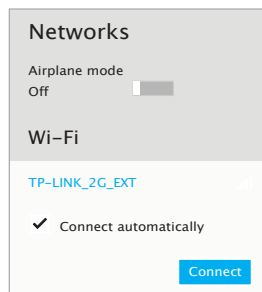 Networks
Airplane mode
Off
Wi-Fi
TP-LINK_2G_EXT
Connect automatically
Connect